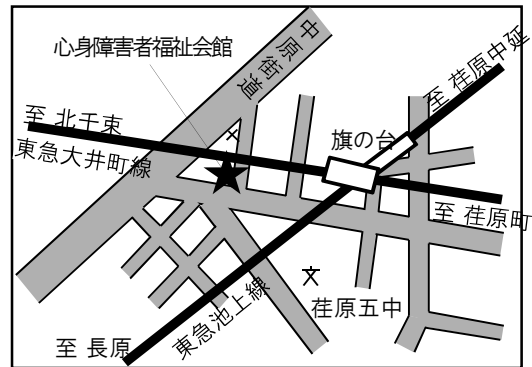 心身障害者福祉会館
中原街道
至 荏原中延
至 北千束
旗の台
東急大井町線
至 荏原町
東急池上線
荏原五中
至 長原